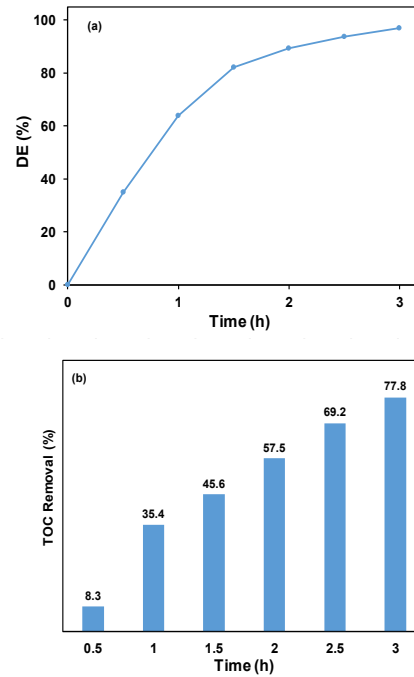 (a)
100
80
60
40
20
0
DE (%)
0 1 2 3
Time (h)
(b)
TOC Removal (%)
8.3 35.4 45.6 57.5 69.2 77.8
0.5 1 1.5 2 2.5 3
Time (h)